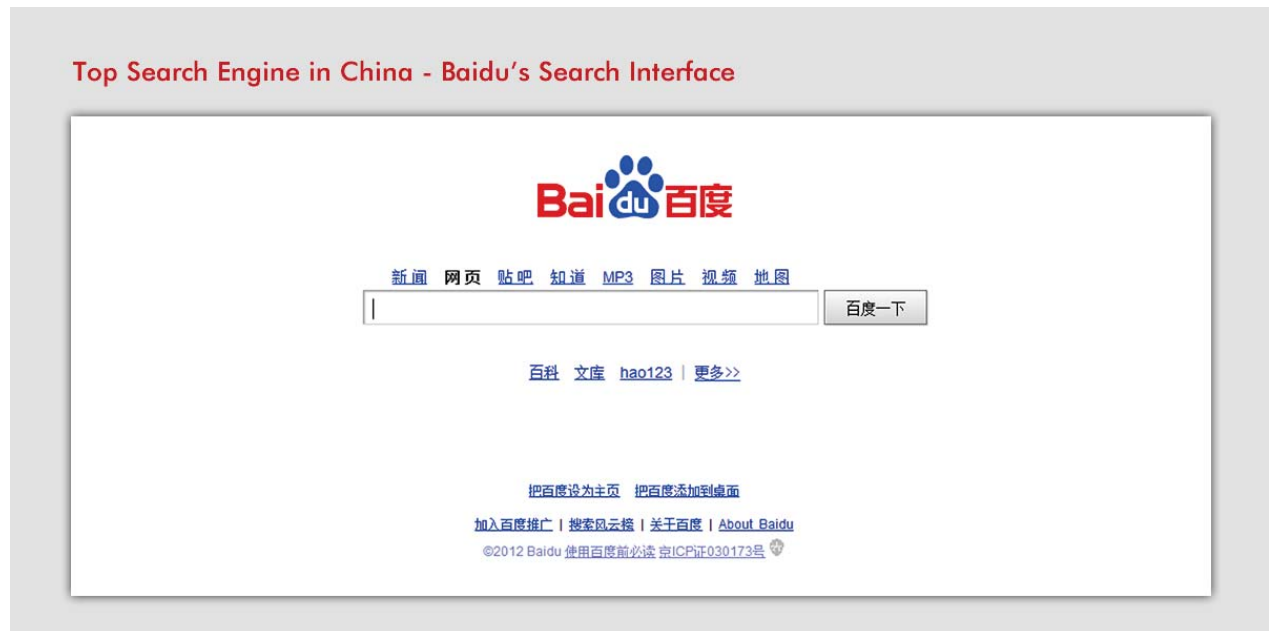 Top Search Engine in China - Baidu's Search Interface
Bai du 百度
新闻 网页 贴吧 知道 MP3 图片 视频 地图
百度一下
百科 文库 hao123 | 更多>>
把百度设为主页 把百度添加到桌面
加入百度推广 | 搜索风云榜 | 关于百度 | About Baidu
©2012 Baidu 使用百度前必读 京ICP证030173号